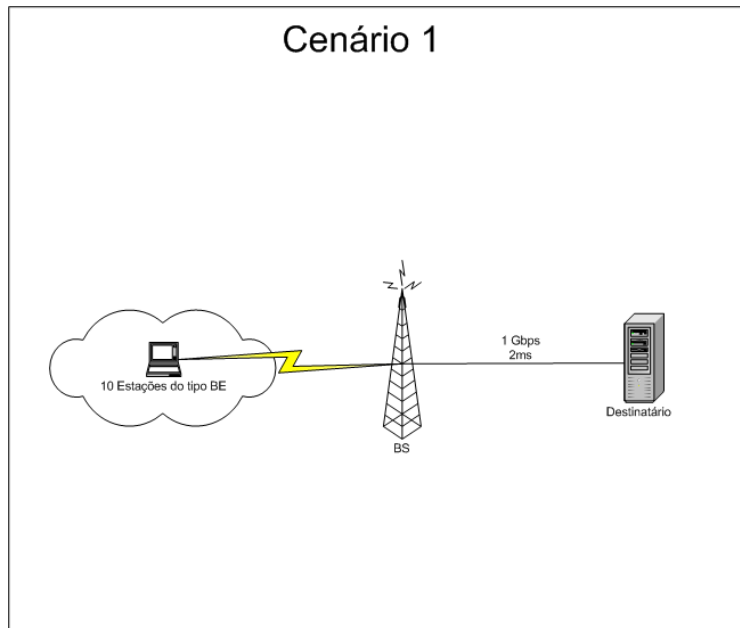 Cenário 1
1 Gbps
2ms
10 Estações do tipo BE
Destinatário
BS